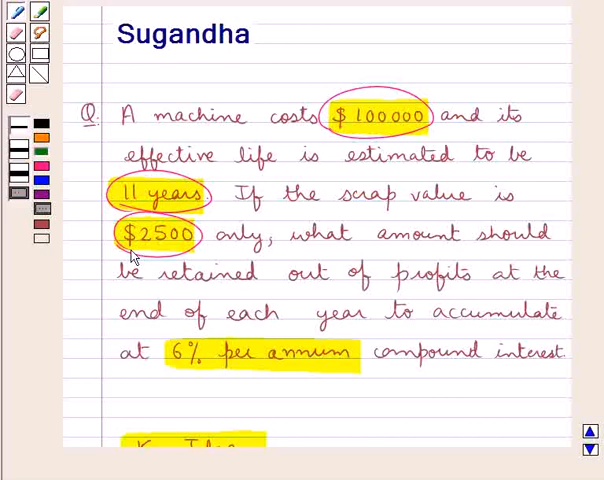 Sugandha
Q. A machine costs $ 100000 and its
effective life is estimated to be
11 years. If the scrap value is
$2500 only, what amount should
be retained out of profits at the
end of each year to accumulate
at 6% per annum compound interest
Key Idea